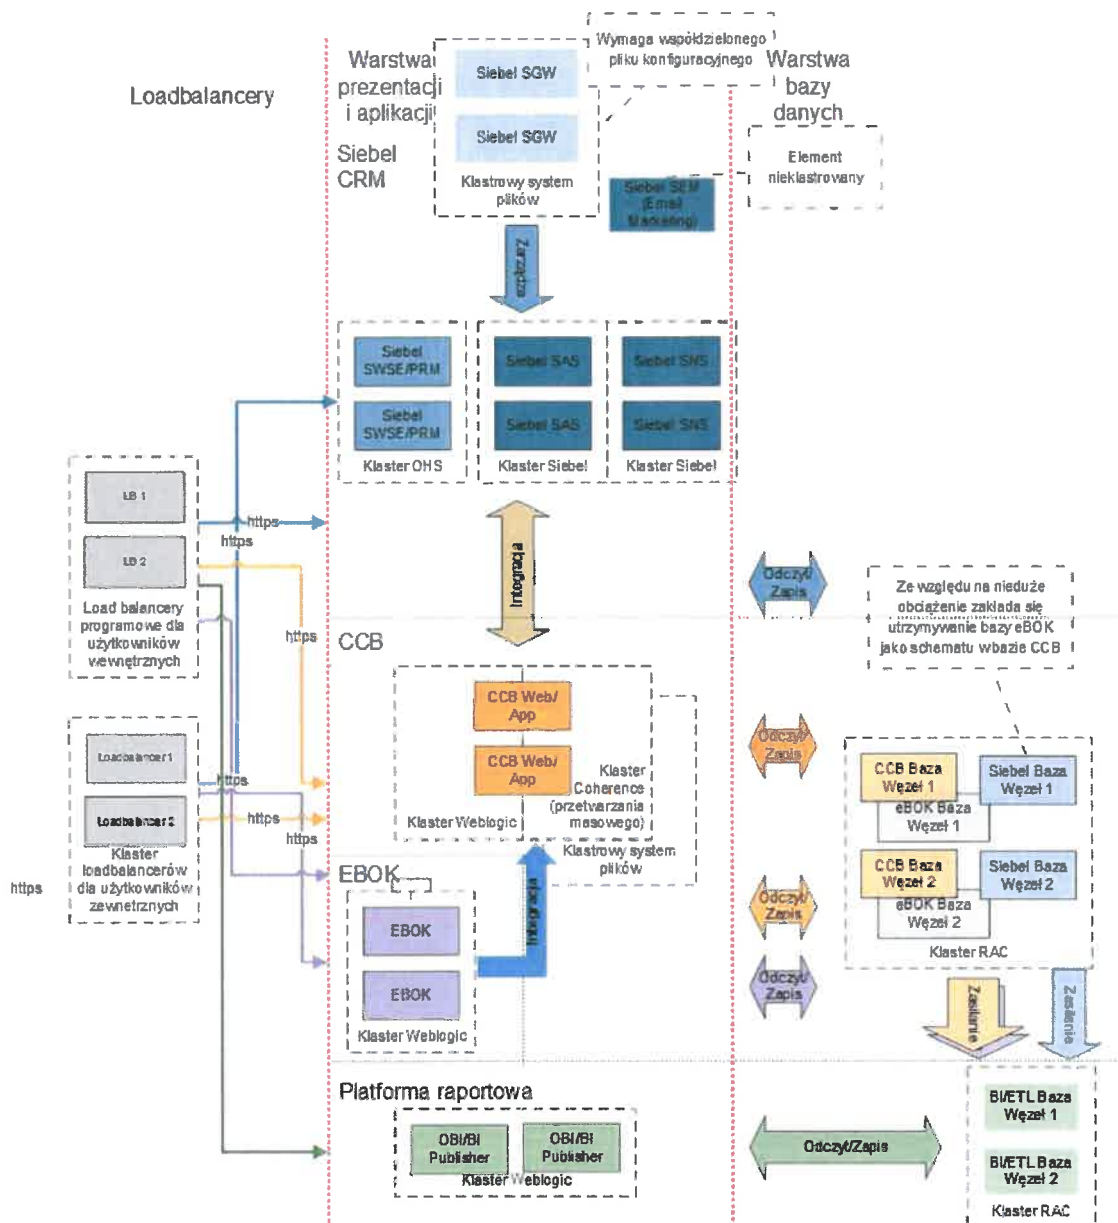 Loadbalancery
Warstwa
prezentacji
i aplikacji
Siebel
CRM
Siebel SGW
Siebel SGW
Klastrowy system
plików
Wymaga współdzielonego
pliku konfiguracyjnego
Warstwa
bazy
danych
Element
nieklastrowany
Siebel SEM
(Email
Marketing)
Zarządza
Siebel
SWSE/PRM
Siebel
SWSE/PRM
Klaster OHS
Siebel SAS
Siebel SAS
Klaster Siebel
Siebel SNS
Siebel SNS
Klaster Siebel
LB 1
LB 2
Load balancery
programowe dla
użytkowników
wewnętrznych
https
https
https
Integracja
Odczyt/
Zapis
Ze względu na nieduże
obciążenie zakłada się
utrzymywanie bazy eBOK
jako schematu w bazie CCB
CCB
CCB Web/
App
CCB Web/
App
Klaster
Coherence
(przetwarzania
masowego)
Klaster Weblogic
Klastrowy system
plików
Odczyt/
Zapis
Loadbalancer 1
Loadbalancer 2
Klaster
loadbalancerów
dla użytkowników
zewnetrznych
https
https
https
https
CCB Baza
Węzeł 1
Siebel Baza
Węzeł 1
eBOK Baza
Węzeł 1
CCB Baza
Węzeł 2
Siebel Baza
Węzeł 2
eBOK Baza
Węzeł 2
Klaster RAC
EBOK
EBOK
EBOK
Klaster Weblogic
Integracja
Odczyt/
Zapis
Odczyt/
Zapis
Zasilanie
Zasilanie
Platforma raportowa
OBI/BI
Publisher
OBI/BI
Publisher
Klaster Weblogic
Odczyt/Zapis
BI/ETL Baza
Węzeł 1
BI/ETL Baza
Węzeł 2
Klaster RAC